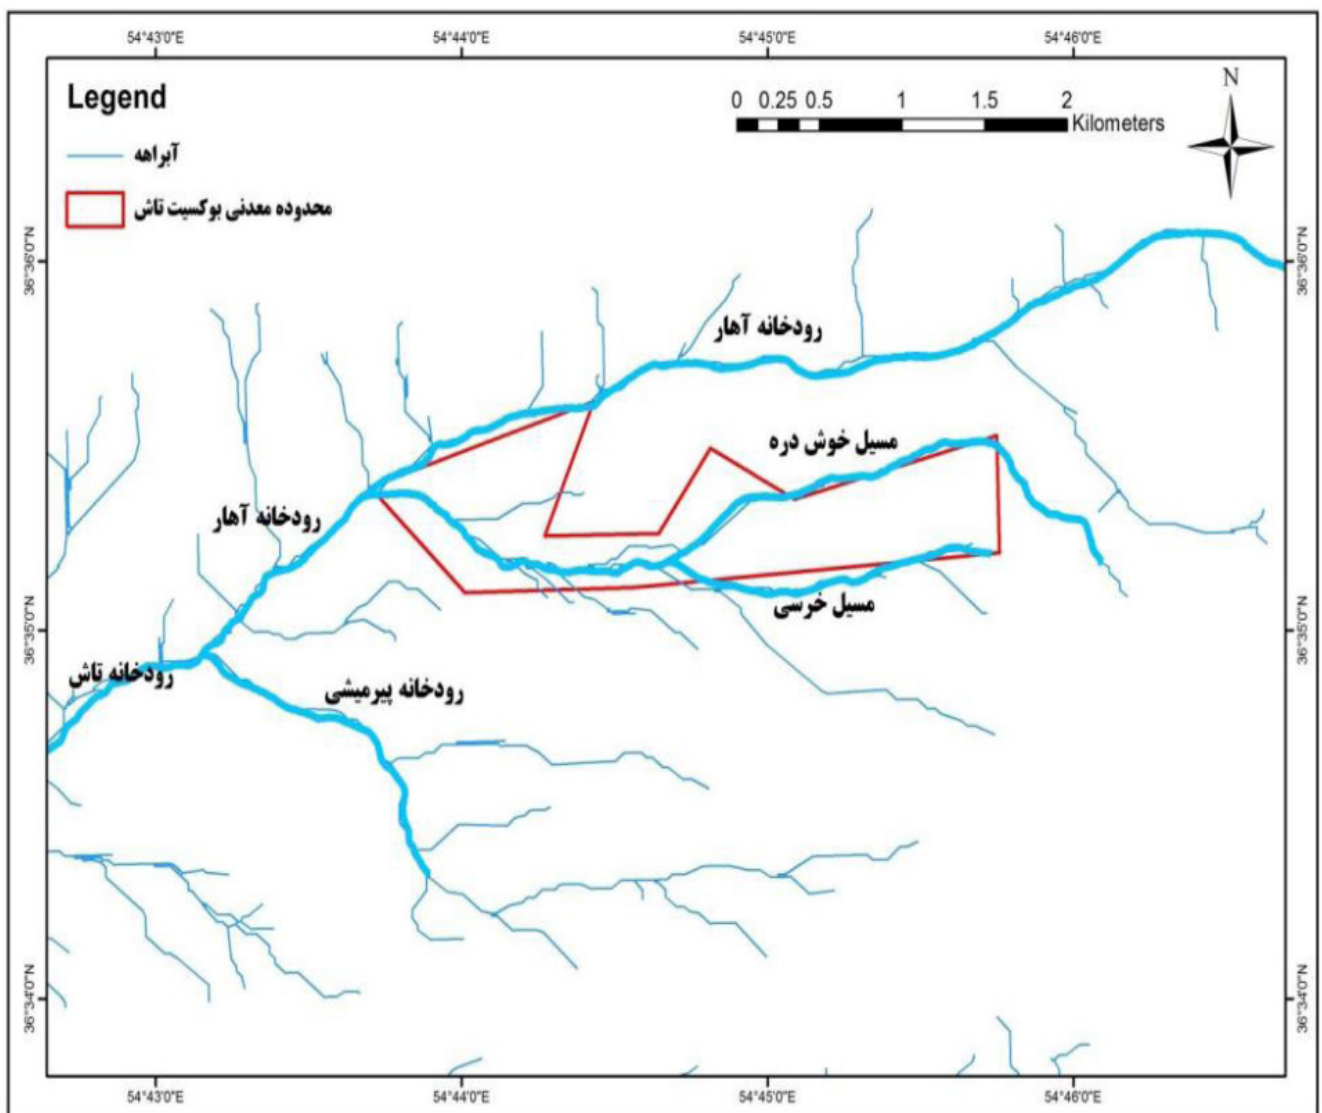 54°43'0"E 54°44'0"E 54°45'0"E 54°46'0"E
Legend
آبراهه
محدوده معدنی بوکسیت تاش
0 0.25 0.5 1 1.5 2
Kilometers
N
36°36'0"N 36°36'0"N
رودخانه آهار
مسیل خوش دره
رودخانه آهار
مسیل خرسی
36°35'0"N 36°35'0"N
رودخانه تاش
رودخانه پیرمیشی
36°34'0"N 36°34'0"N
54°43'0"E 54°44'0"E 54°45'0"E 54°46'0"E